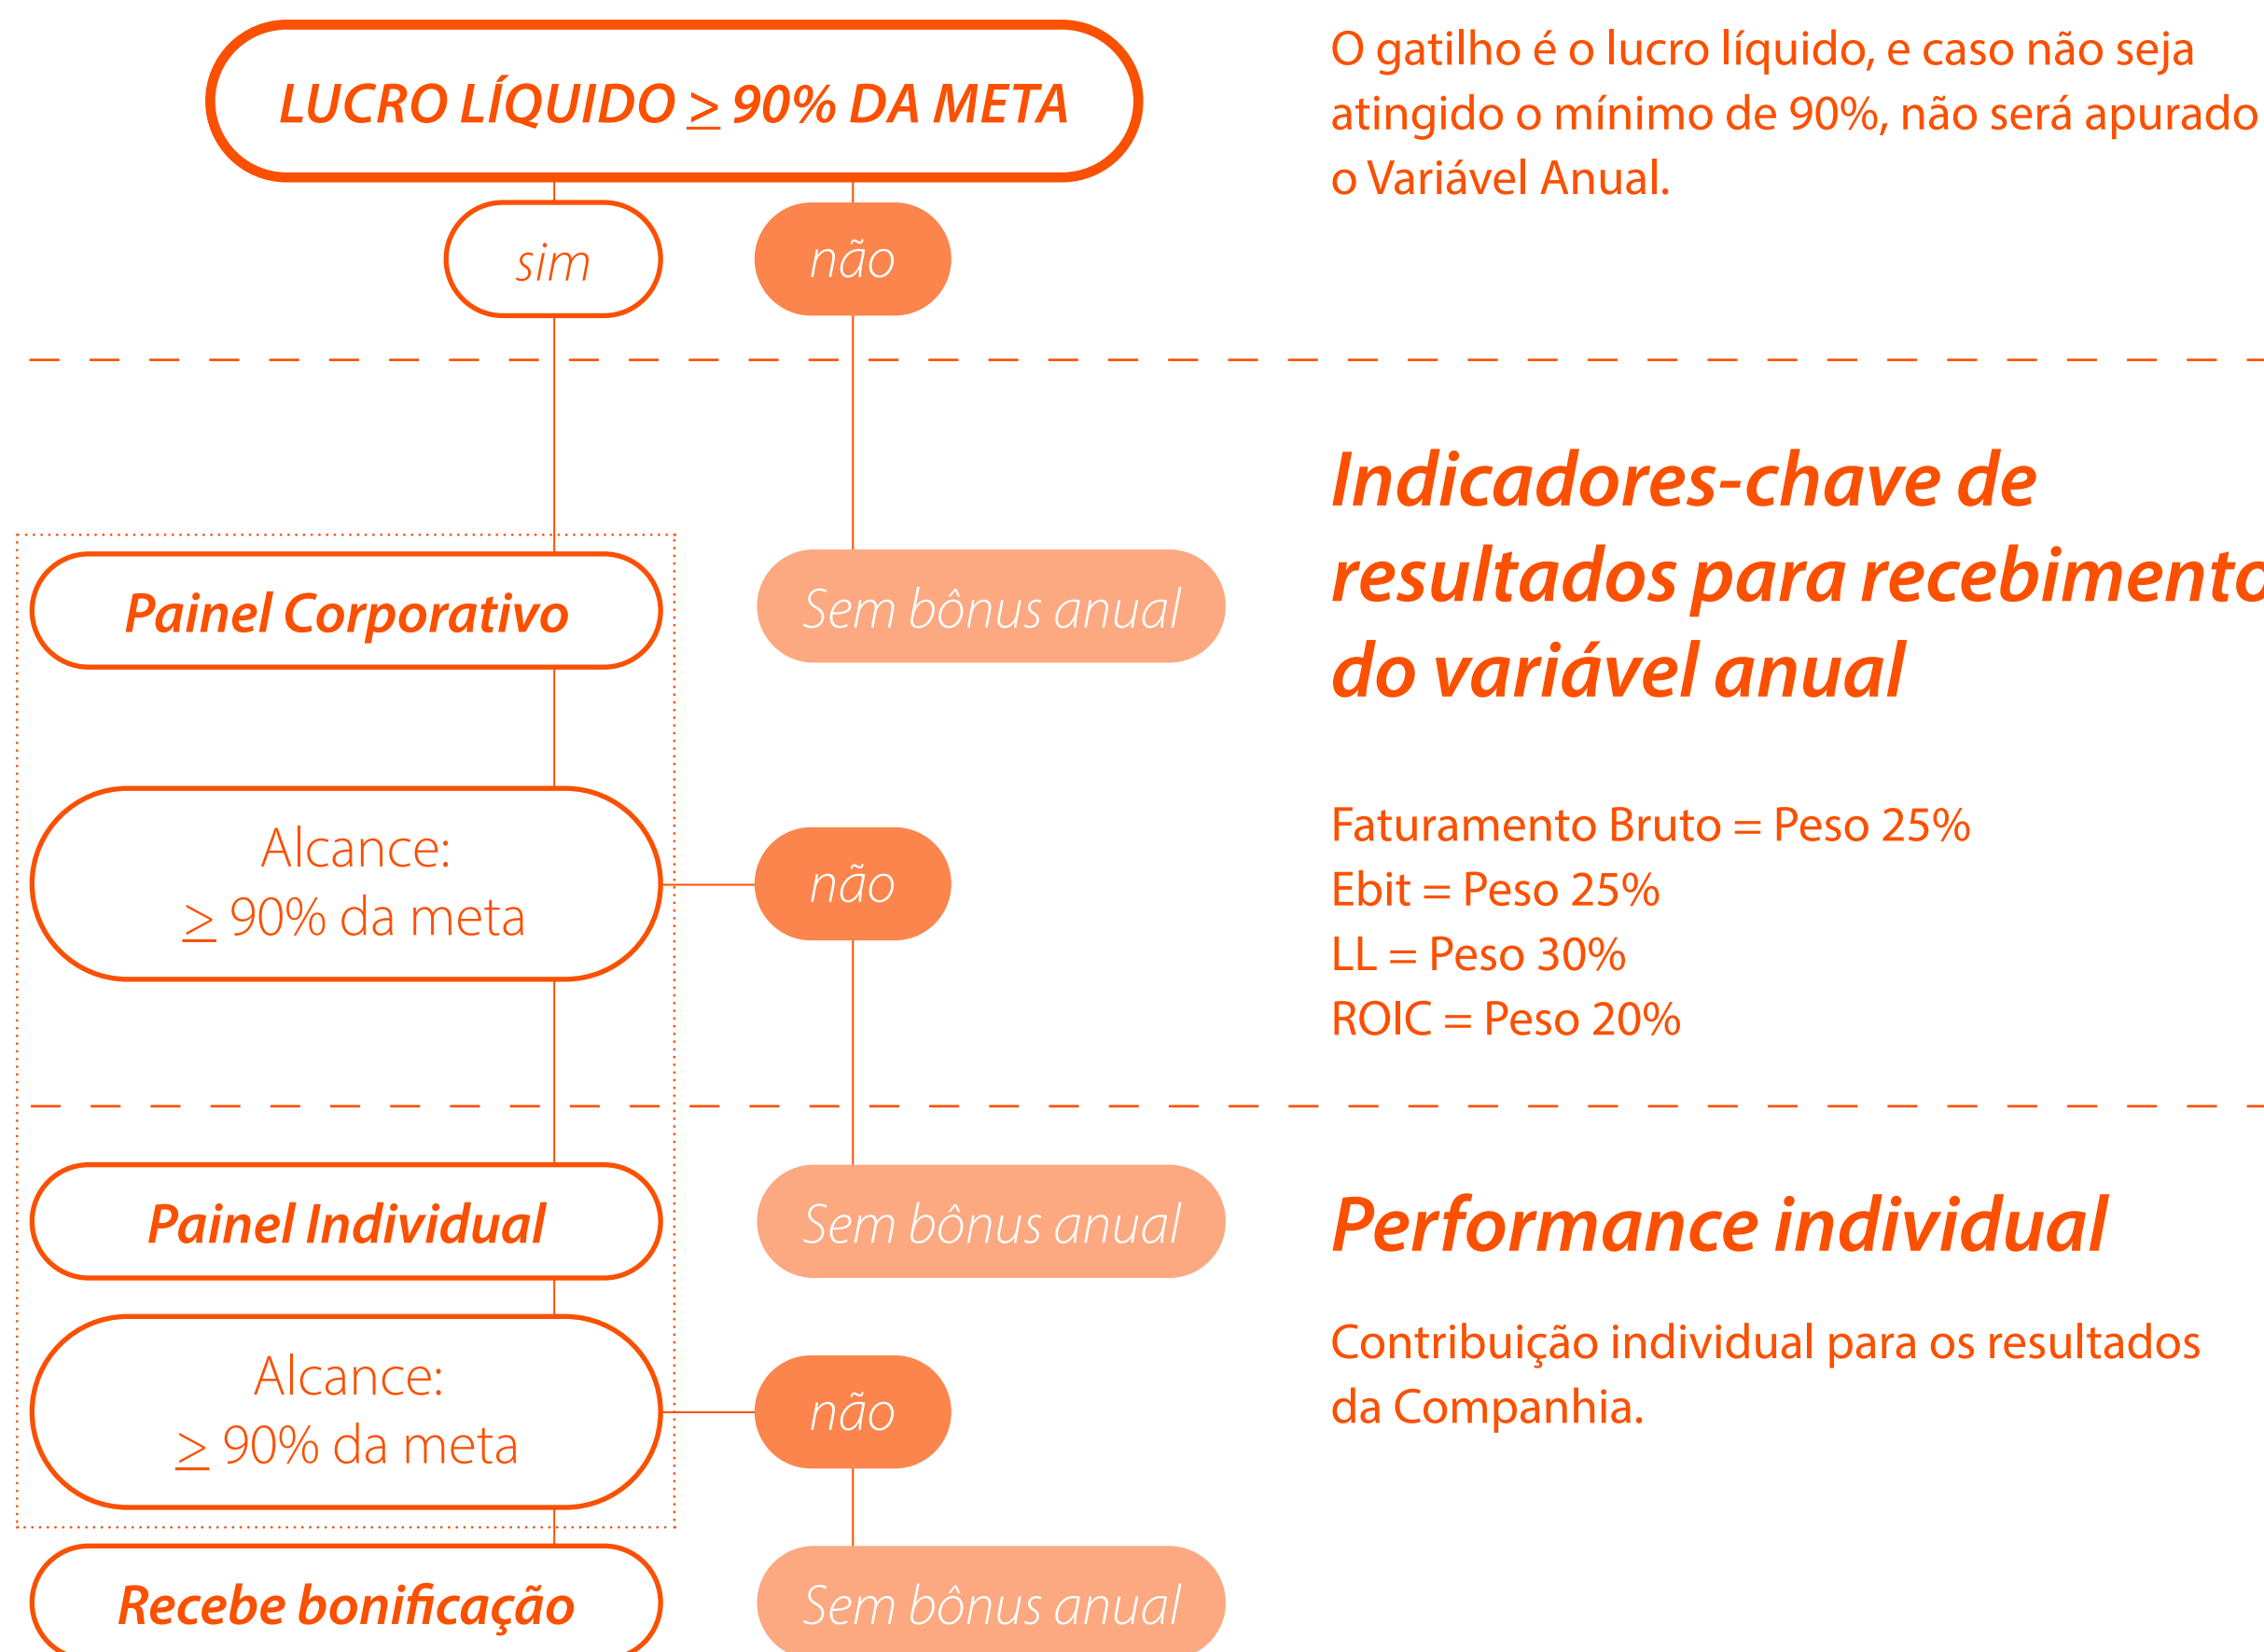 LUCRO LÍQUIDO ≥ 90% DA META
sim
não
O gatilho é o lucro líquido, e caso não seja
atingido o mínimo de 90%, não será apurado
o Variável Anual.
Painel Corporativo
Sem bônus anual
Indicadores-chave de
resultados para recebimento
do variável anual
Alcance:
≥ 90% da meta
não
Faturamento Bruto = Peso 25%
Ebit = Peso 25%
LL = Peso 30%
ROIC = Peso 20%
Painel Individual
Sem bônus anual
Performance individual
Alcance:
≥ 90% da meta
não
Contribuição individual para os resultados
da Companhia.
Recebe bonificação
Sem bônus anual